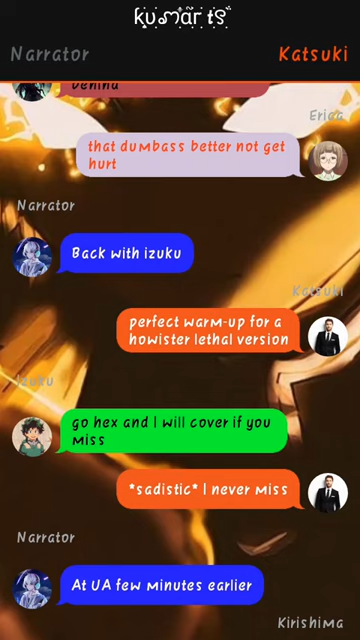 kumar ts
Narrator
Katsuki
behind
Erica
that dumbass better not get
hurt
Narrator
Back with izuku
Katsuki
perfect warm-up for a
howister lethal version
Izuku
go hex and I will cover if you
miss
*sadistic* I never miss
Narrator
At UA few minutes earlier
Kirishima